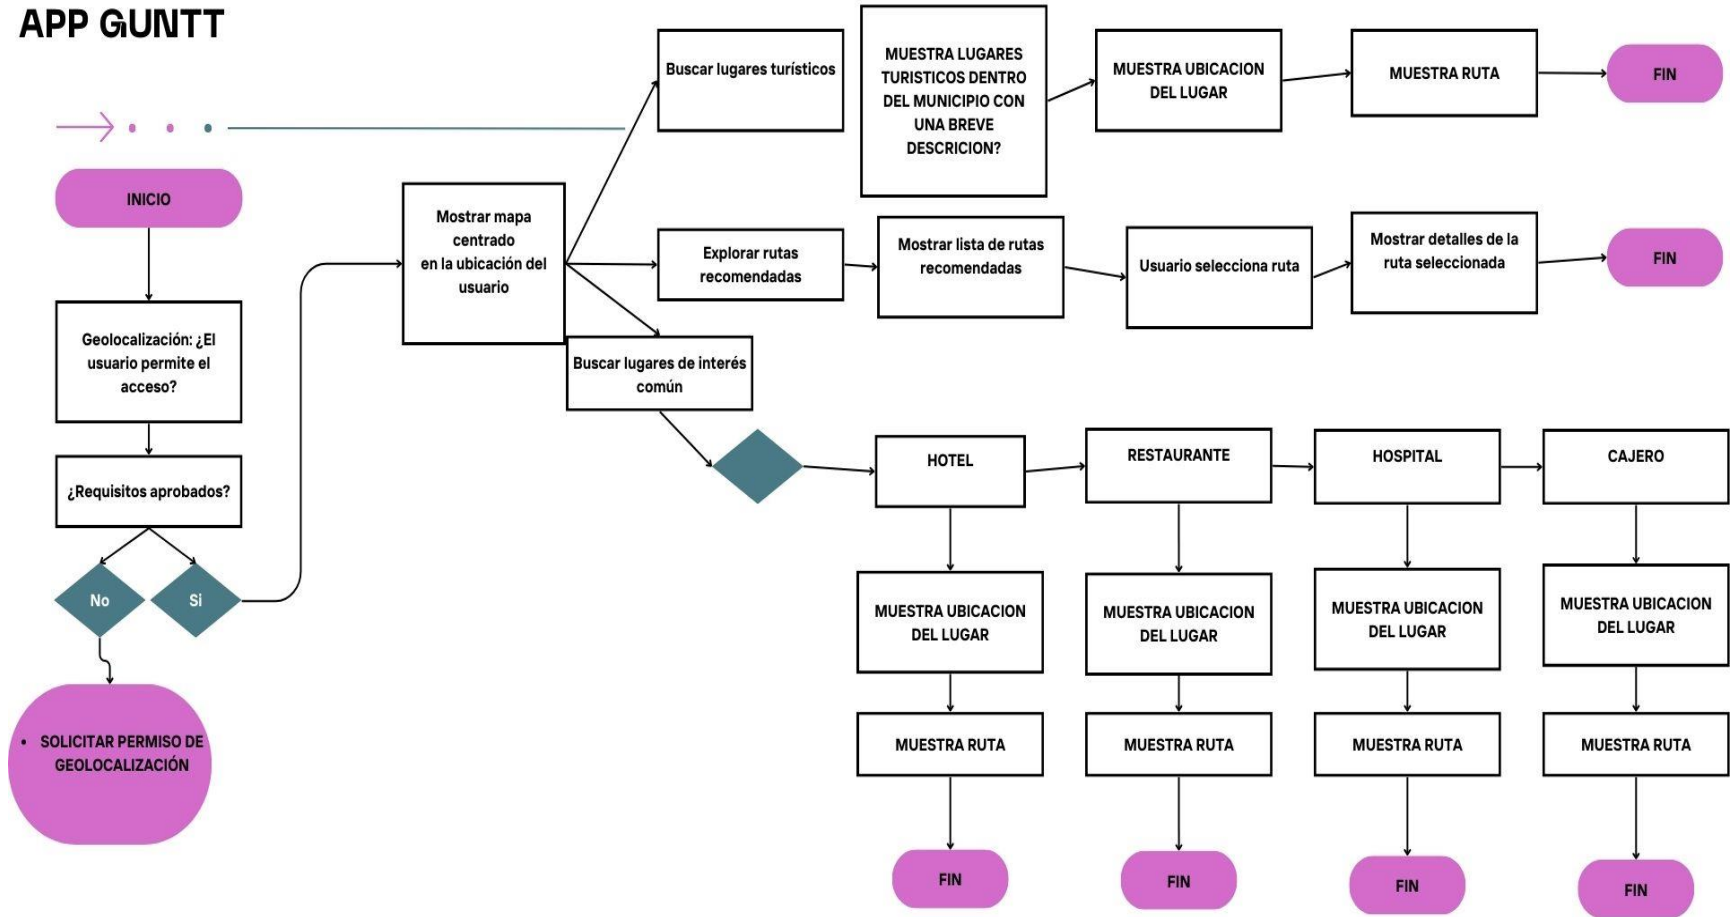 APP GUNTT
INICIO
Geolocalización: ¿El
usuario permite el
acceso?
¿Requisitos aprobados?
No
Si
• SOLICITAR PERMISO DE
GEOLOCALIZACIÓN
Mostrar mapa
centrado
en la ubicación del
usuario
Buscar lugares turísticos
MUESTRA LUGARES
TURISTICOS DENTRO
DEL MUNICIPIO CON
UNA BREVE
DESCRICION?
MUESTRA UBICACION
DEL LUGAR
MUESTRA RUTA
FIN
Explorar rutas
recomendadas
Mostrar lista de rutas
recomendadas
Usuario selecciona ruta
Mostrar detalles de la
ruta seleccionada
FIN
Buscar lugares de interés
común
HOTEL
RESTAURANTE
HOSPITAL
CAJERO
MUESTRA UBICACION
DEL LUGAR
MUESTRA UBICACION
DEL LUGAR
MUESTRA UBICACION
DEL LUGAR
MUESTRA UBICACION
DEL LUGAR
MUESTRA RUTA
MUESTRA RUTA
MUESTRA RUTA
MUESTRA RUTA
FIN
FIN
FIN
FIN